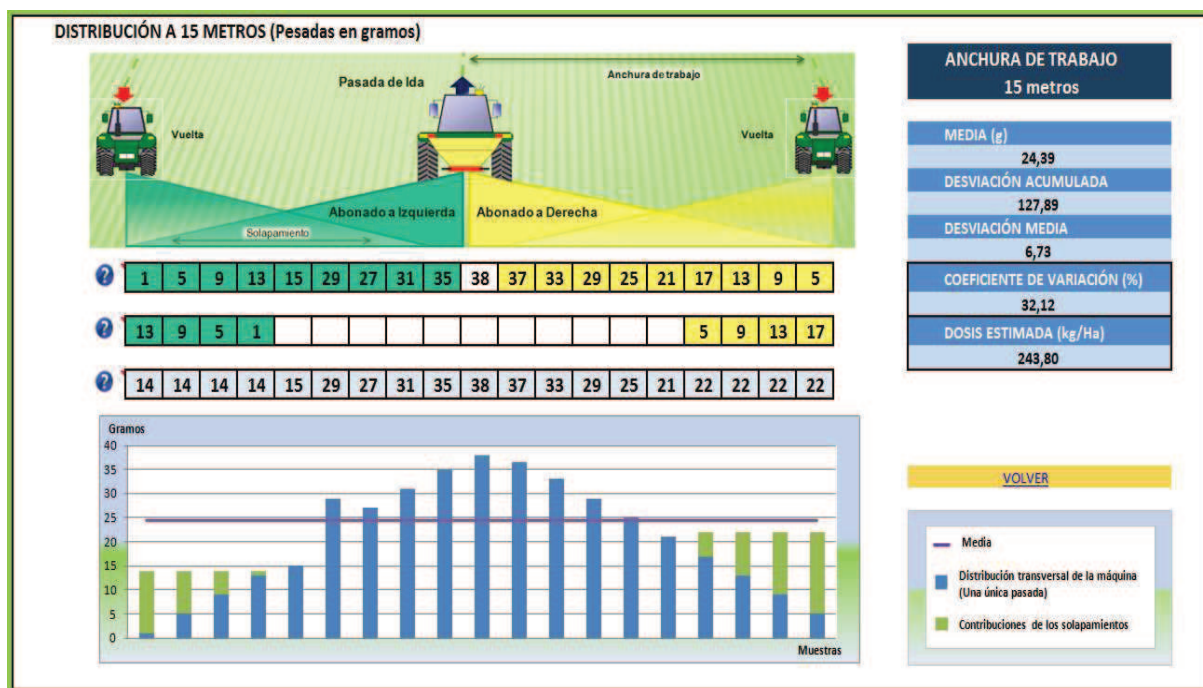 DISTRIBUCIÓN A 15 METROS (Pesadas en gramos)
Pasada de Ida
Anchura de trabajo
Vuelta
Vuelta
Abonado a Izquierda
Abonado a Derecha
Solapamiento
? 1 5 9 13 15 29 27 31 35 38 37 33 29 25 21 17 13 9 5
? 13 9 5 1 5 9 13 17
? 14 14 14 14 15 29 27 31 35 38 37 33 29 25 21 22 22 22 22
Gramos
40
35
30
25
20
15
10
5
0
Muestras
ANCHURA DE TRABAJO
15 metros
MEDIA (g)
24,39
DESVIACIÓN ACUMULADA
127,89
DESVIACIÓN MEDIA
6,73
COEFICIENTE DE VARIACIÓN (%)
32,12
DOSIS ESTIMADA (kg/Ha)
243,80
VOLVER
Media
Distribución transversal de la máquina
(Una única pasada)
Contribuciones de los solapamientos